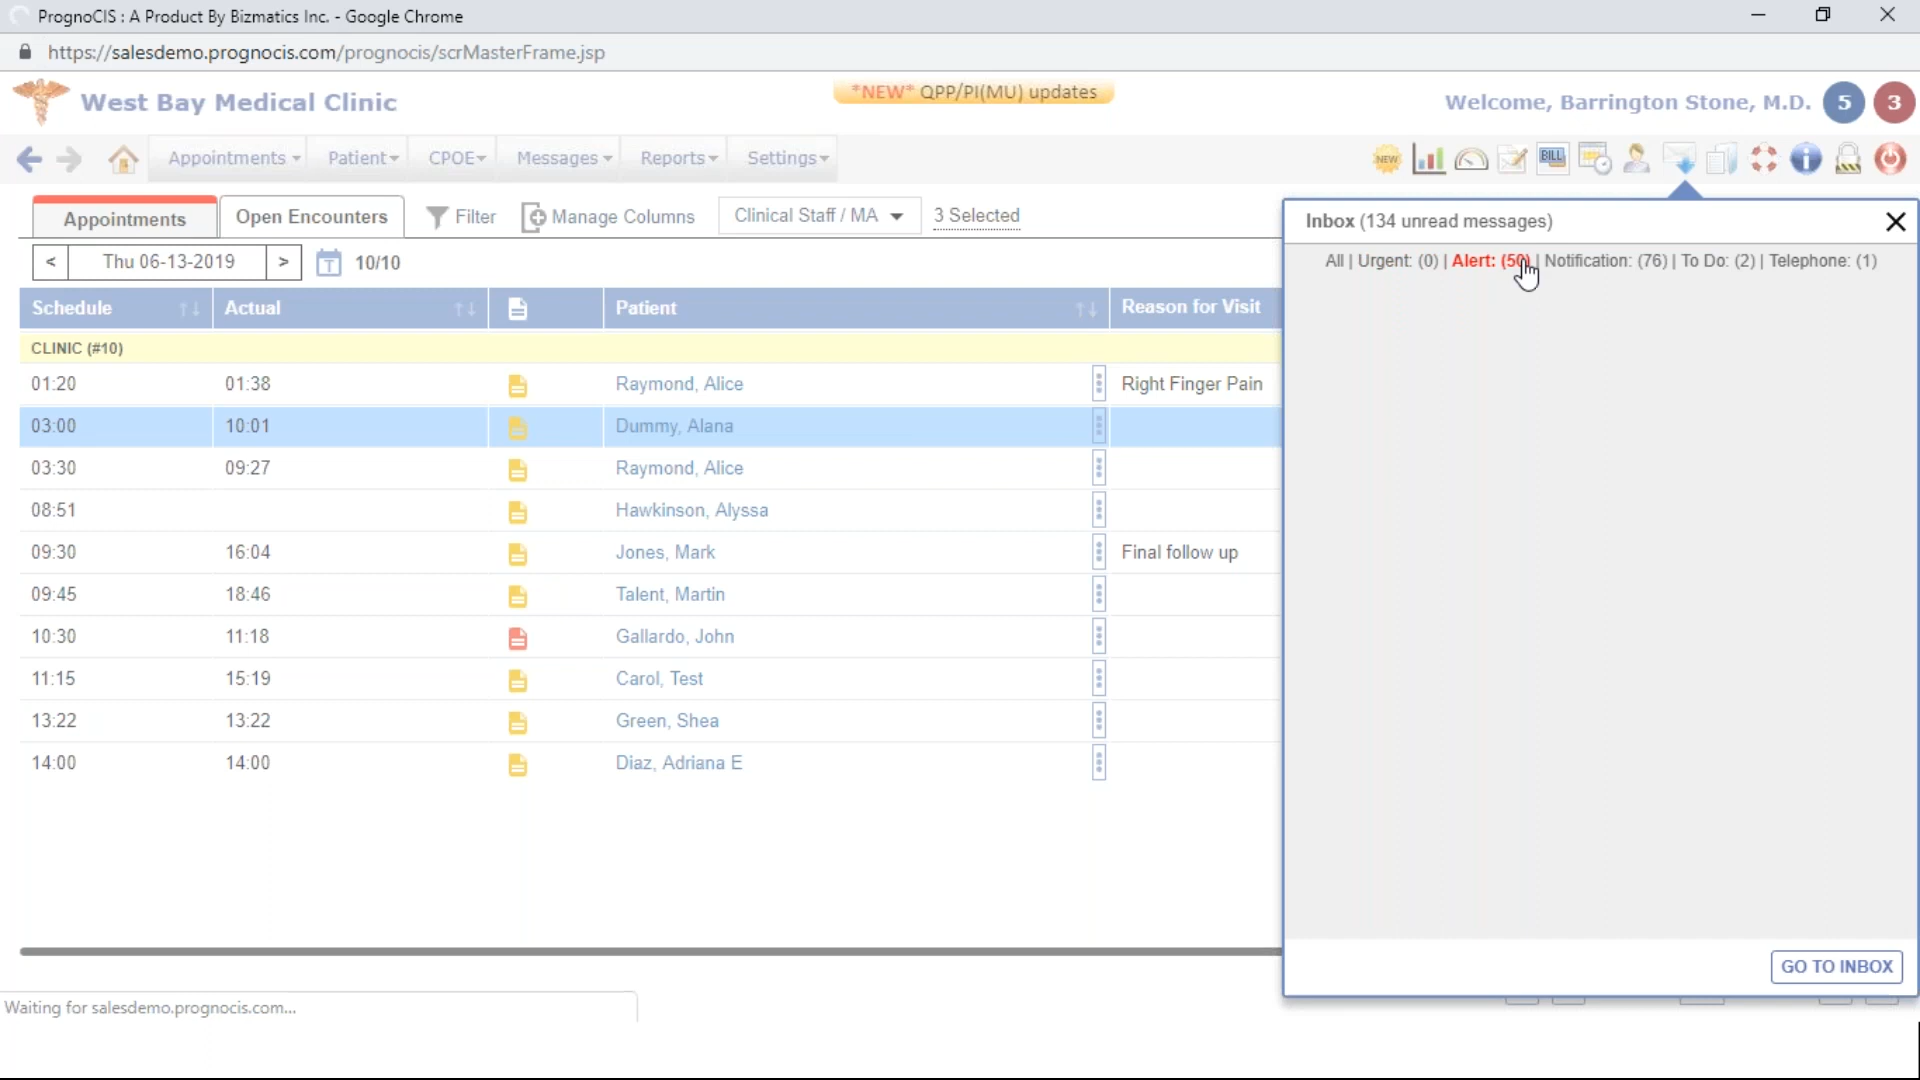 PrognoCIS : A Product By Bizmatics Inc. - Google Chrome
https://salesdemo.prognocis.com/prognocis/scrMasterFrame.jsp
West Bay Medical Clinic
*NEW* QPP/PI(MU) updates
Welcome, Barrington Stone, M.D. 5 3
Appointments Patient CPOE Messages Reports Settings NEW BILL
Appointments Open Encounters Filter Manage Columns Clinical Staff / MA 3 Selected
< Thu 06-13-2019 > T 10/10
Schedule Actual Patient Reason for Visit
CLINIC (#10)
01:20 01:38 Raymond, Alice Right Finger Pain
03:00 10:01 Dummy, Alana
03:30 09:27 Raymond, Alice
08:51 Hawkinson, Alyssa
09:30 16:04 Jones, Mark Final follow up
09:45 18:46 Talent, Martin
10:30 11:18 Gallardo, John
11:15 15:19 Carol, Test
13:22 13:22 Green, Shea
14:00 14:00 Diaz, Adriana E
Inbox (134 unread messages)
All | Urgent: (0) | Alert: (50) | Notification: (76) | To Do: (2) | Telephone: (1)
GO TO INBOX
Waiting for salesdemo.prognocis.com...